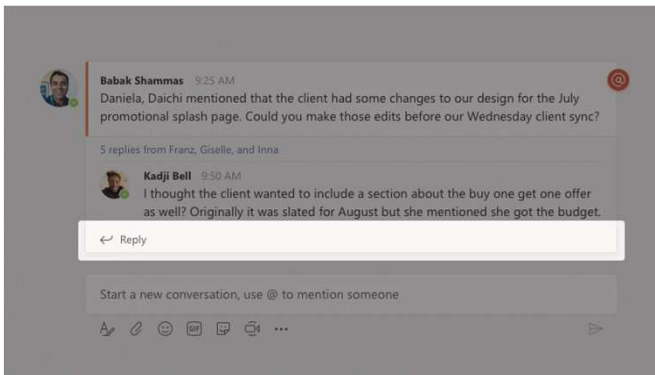 Babak Shammas 9:25 AM
@
Daniela, Daichi mentioned that the client had some changes to our design for the July
promotional splash page. Could you make those edits before our Wednesday client sync?
5 replies from Franz, Giselle, and Inna
Kadji Bell 9:50 AM
I thought the client wanted to include a section about the buy one get one offer
as well? Originally it was slated for August but she mentioned she got the budget.
Reply
Start a new conversation, use @ to mention someone
GIF